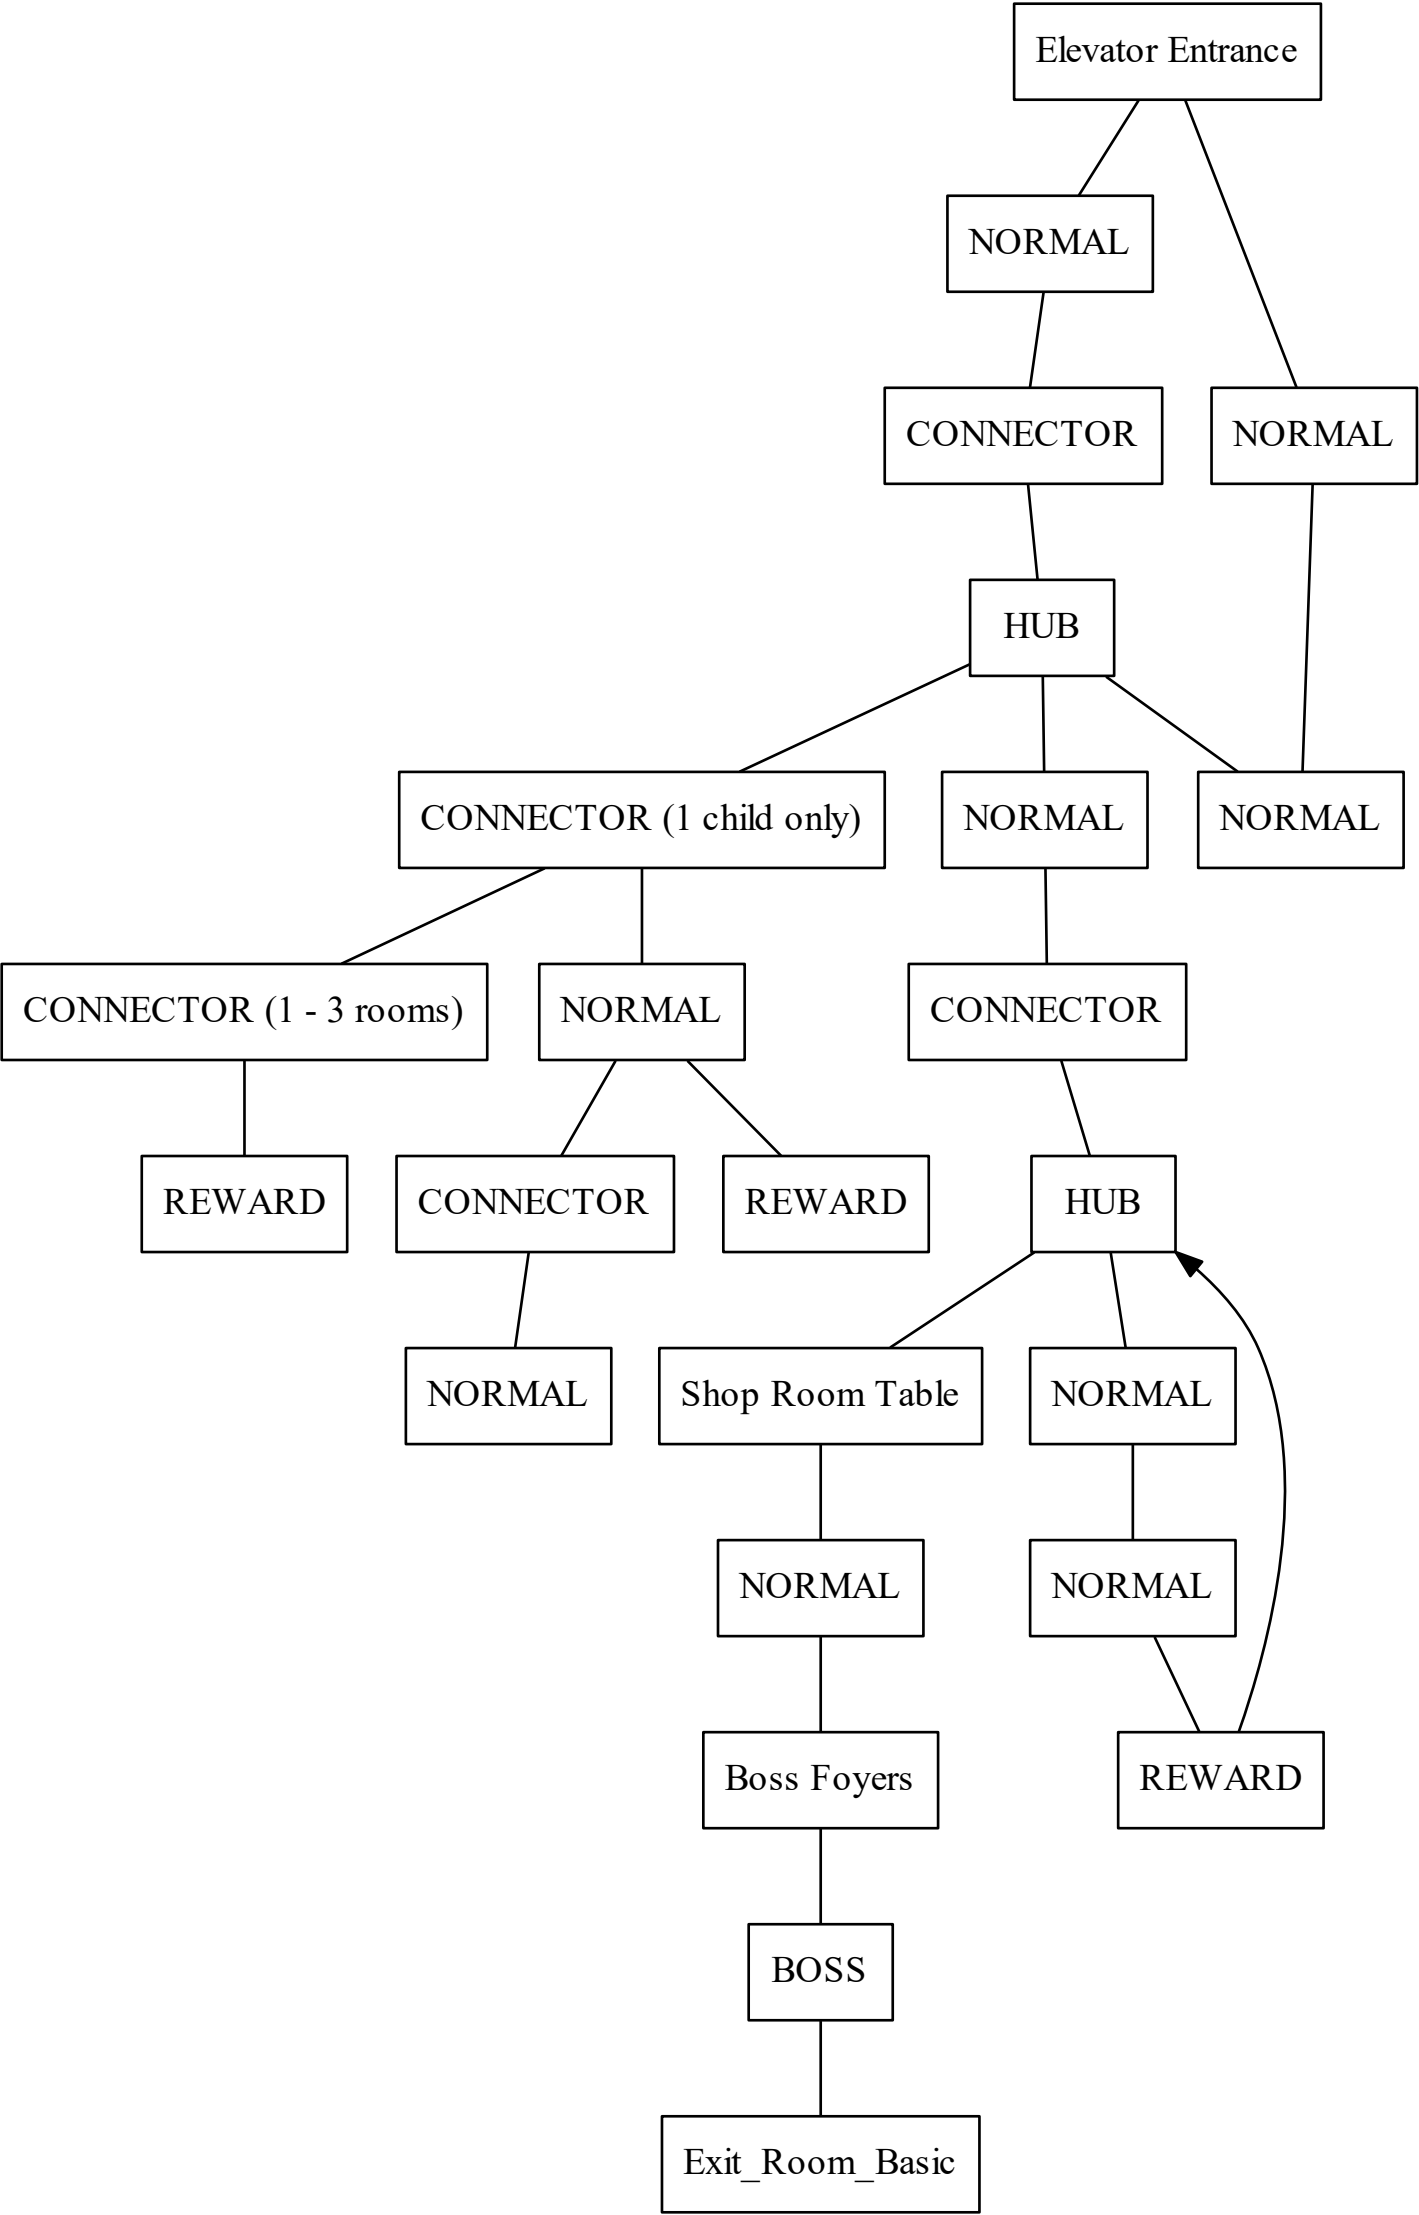 Elevator Entrance
NORMAL
CONNECTOR
NORMAL
HUB
CONNECTOR (1 child only)
NORMAL
NORMAL
CONNECTOR (1 - 3 rooms)
NORMAL
CONNECTOR
REWARD
CONNECTOR
REWARD
HUB
NORMAL
Shop Room Table
NORMAL
NORMAL
NORMAL
Boss Foyers
REWARD
BOSS
Exit_Room_Basic